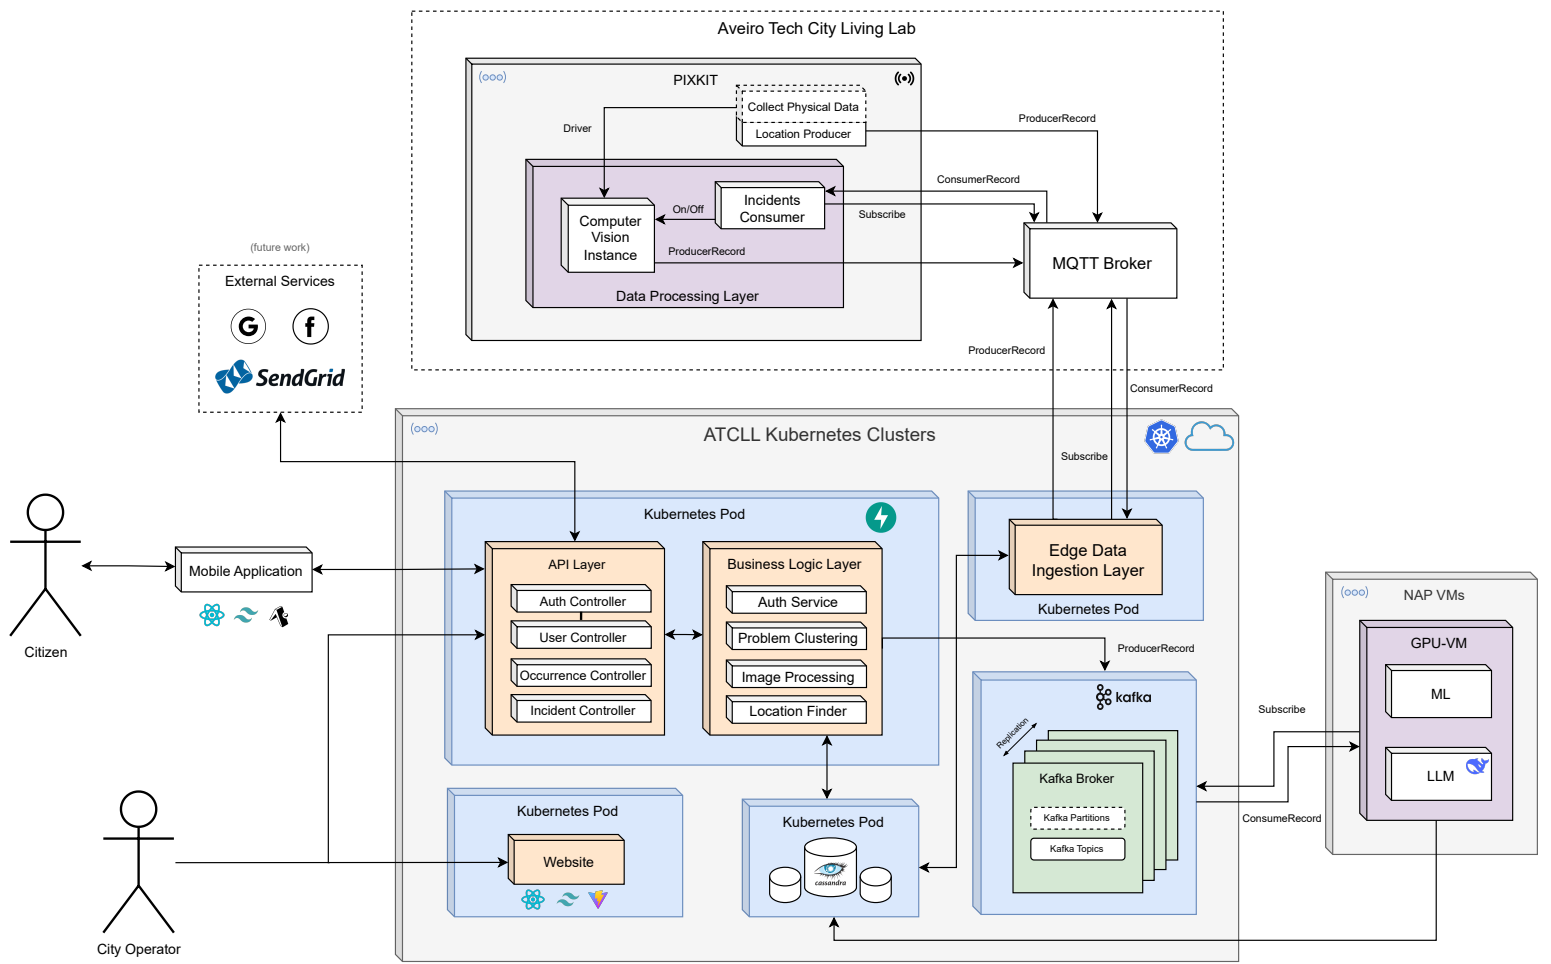 Aveiro Tech City Living Lab
PIXKIT
Collect Physical Data
Location Producer
Driver
ProducerRecord
ConsumerRecord
Incidents
Consumer
On/Off
Subscribe
Computer
Vision
Instance
ProducerRecord
Data Processing Layer
MQTT Broker
(future work)
External Services
G
f
SendGrid
ProducerRecord
ConsumerRecord
Subscribe
ATCLL Kubernetes Clusters
Kubernetes Pod
API Layer
Auth Controller
User Controller
Occurrence Controller
Incident Controller
Business Logic Layer
Auth Service
Problem Clustering
Image Processing
Location Finder
Edge Data
Ingestion Layer
Kubernetes Pod
Mobile Application
Citizen
ProducerRecord
kafka
Replication
Kafka Broker
Kafka Partitions
Kafka Topics
Subscribe
ConsumeRecord
NAP VMs
GPU-VM
ML
LLM
Kubernetes Pod
Website
Kubernetes Pod
cassandra
City Operator